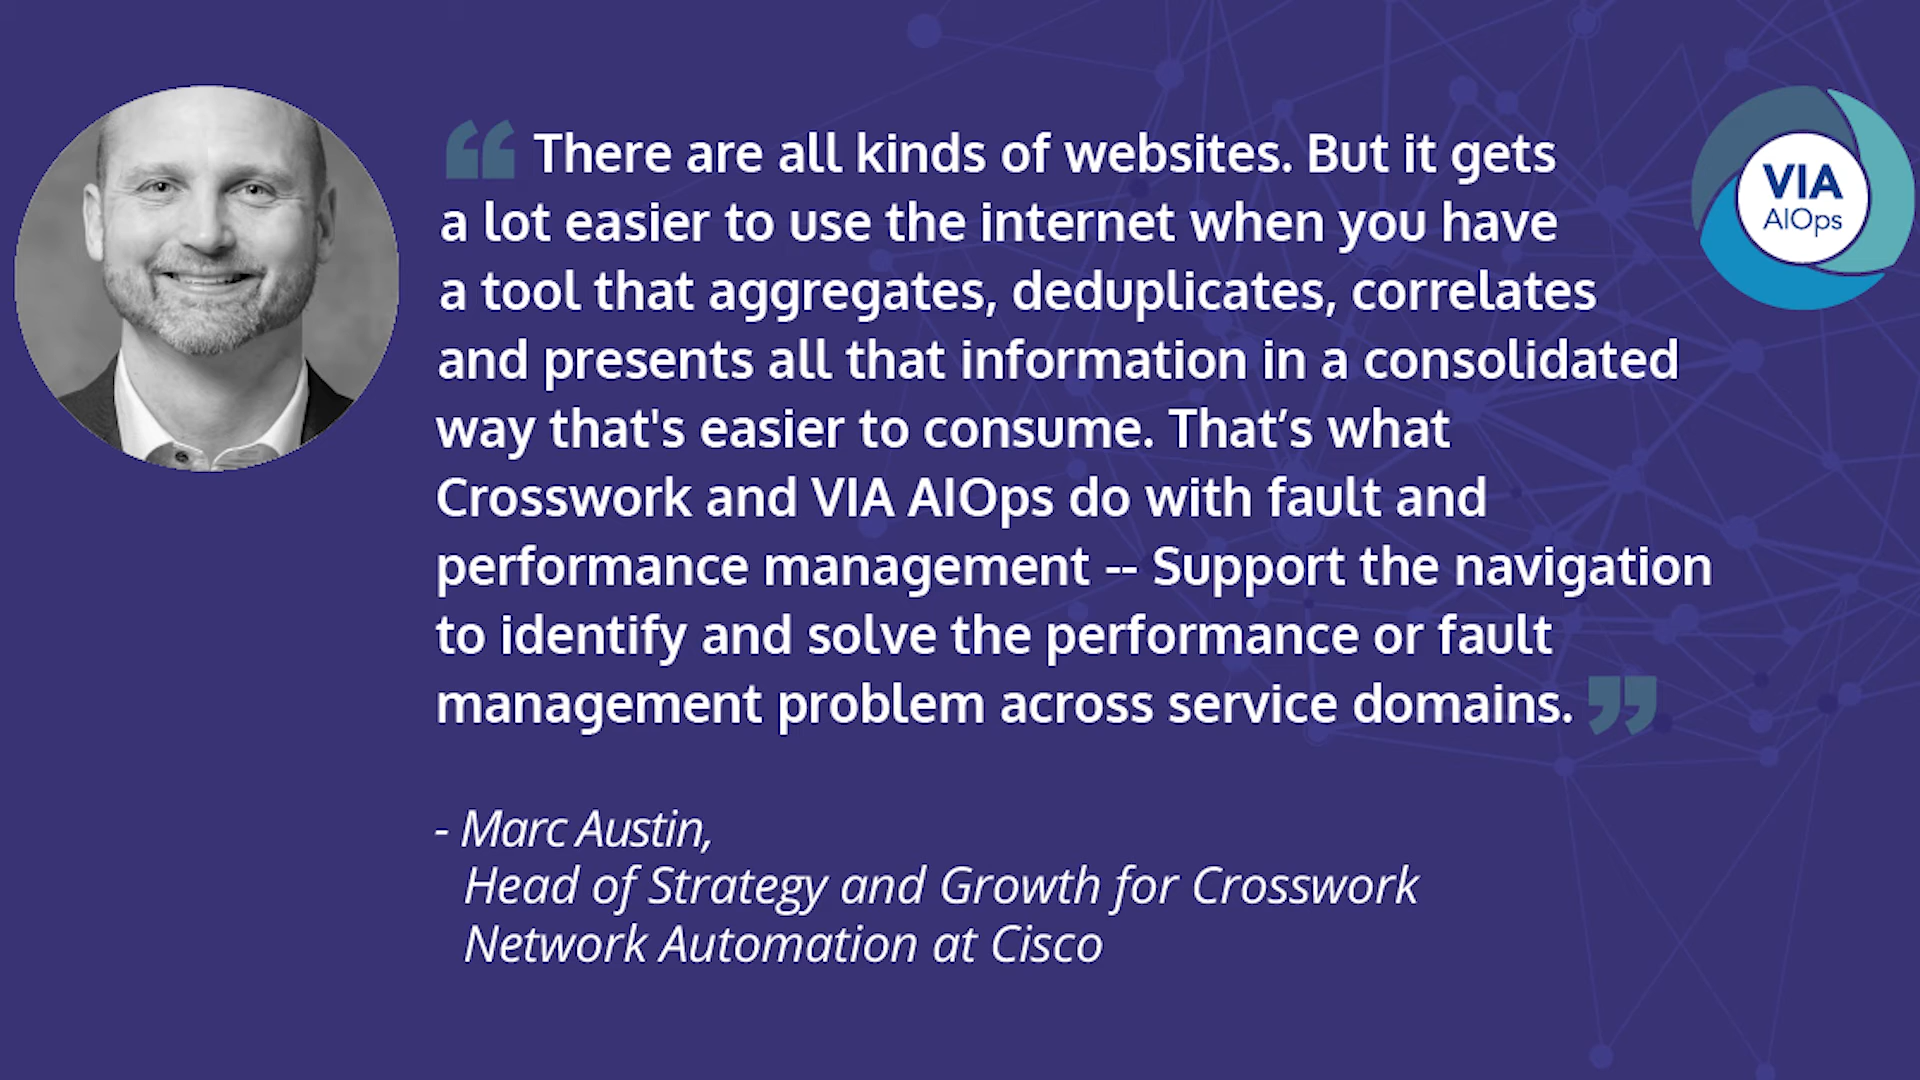 “ There are all kinds of websites. But it gets
a lot easier to use the internet when you have
a tool that aggregates, deduplicates, correlates
and presents all that information in a consolidated
way that's easier to consume. That’s what
Crosswork and VIA AIOps do with fault and
performance management -- Support the navigation
to identify and solve the performance or fault
management problem across service domains. ”
- Marc Austin,
Head of Strategy and Growth for Crosswork
Network Automation at Cisco
VIA
AIOps